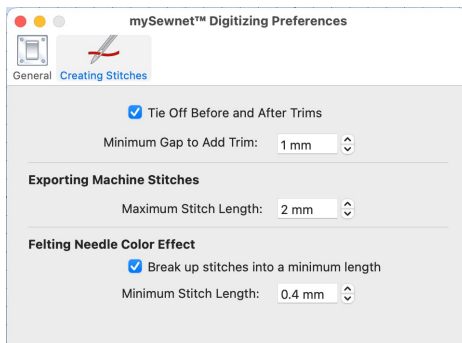 mySewnet™ Digitizing Preferences
General Creating Stitches
Tie Off Before and After Trims
Minimum Gap to Add Trim: 1 mm
Exporting Machine Stitches
Maximum Stitch Length: 2 mm
Felting Needle Color Effect
Break up stitches into a minimum length
Minimum Stitch Length: 0.4 mm